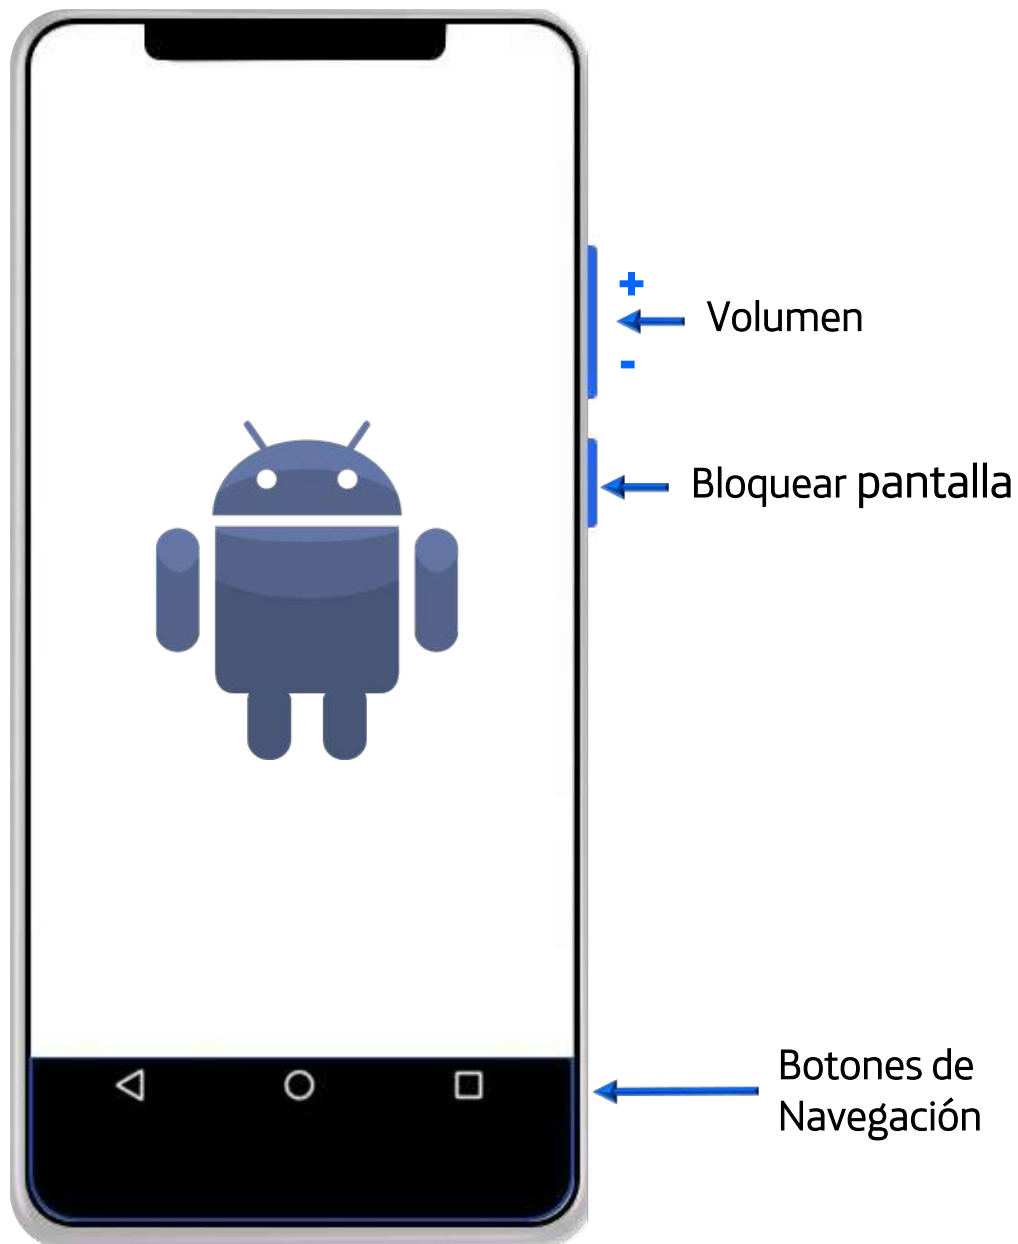 +
Volumen
-
Bloquear pantalla
Botones de
Navegación